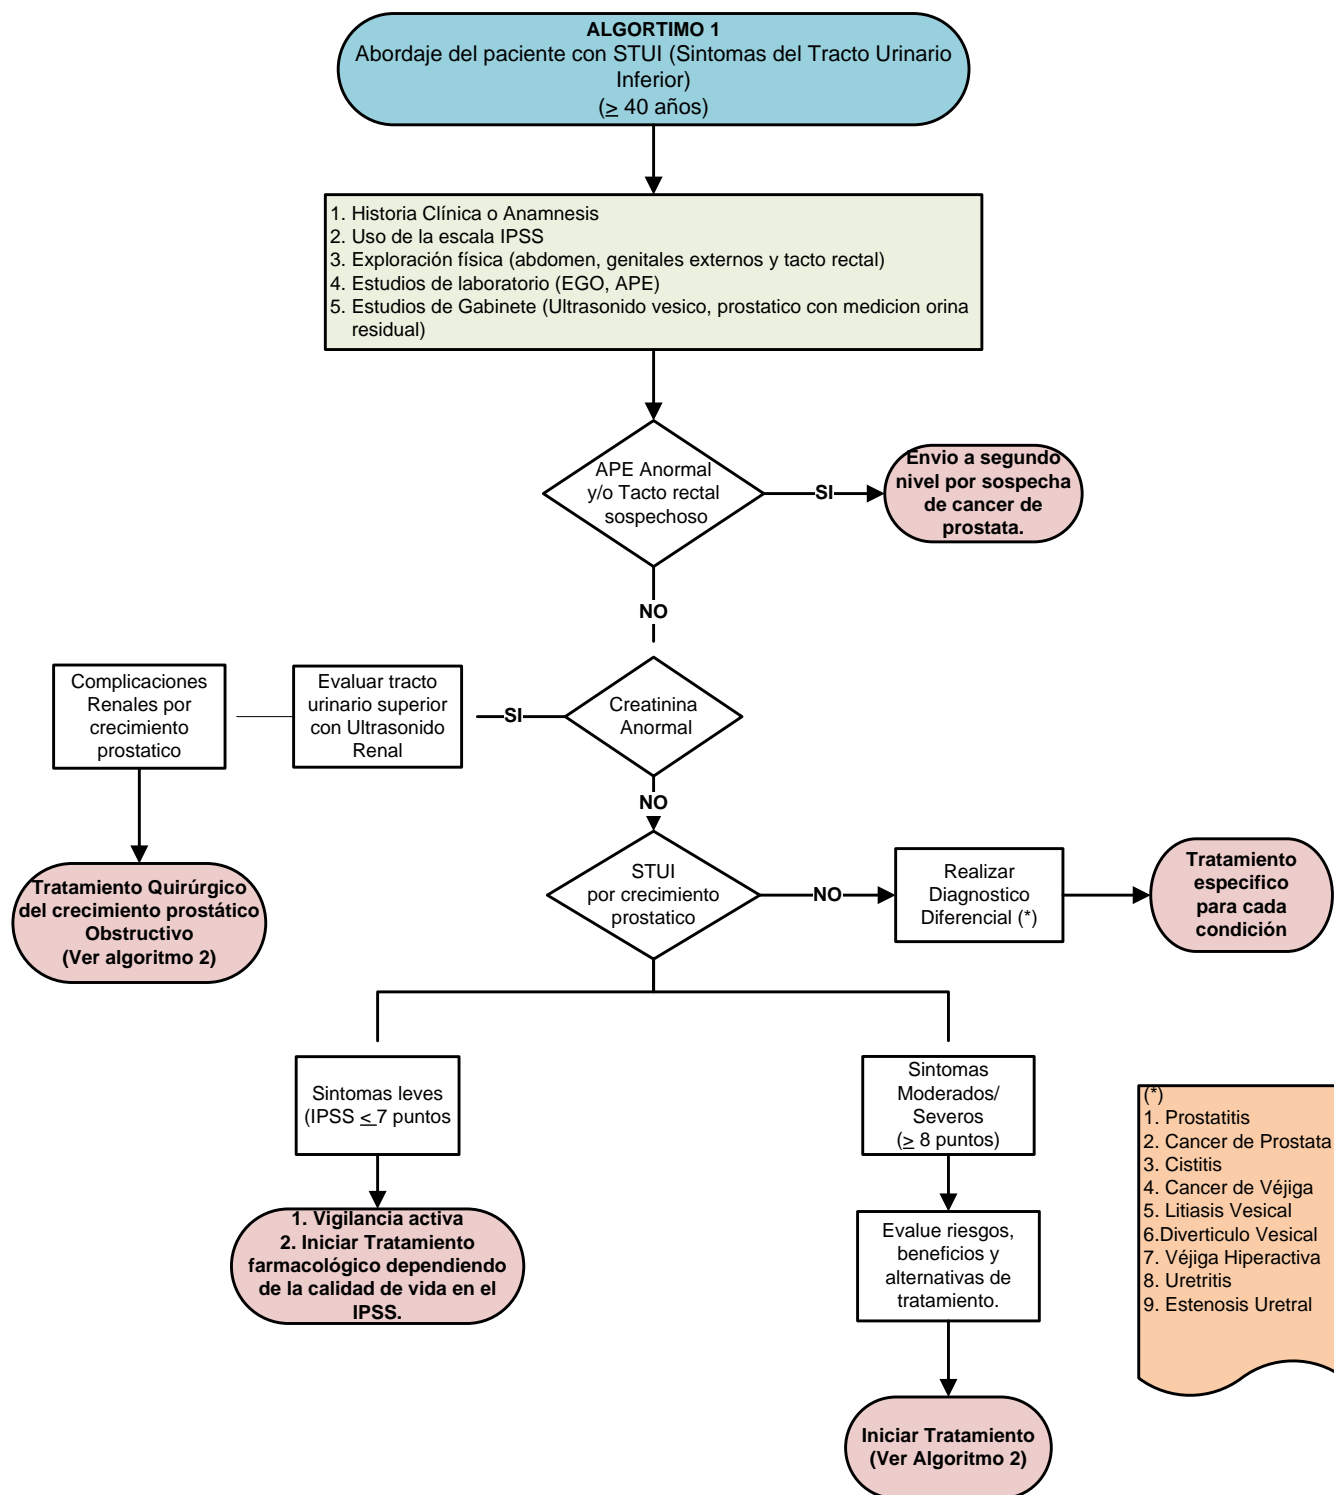 ALGORTIMO 1
Abordaje del paciente con STUI (Sintomas del Tracto Urinario
Inferior)
(≥ 40 años)
1. Historia Clínica o Anamnesis
2. Uso de la escala IPSS
3. Exploración física (abdomen, genitales externos y tacto rectal)
4. Estudios de laboratorio (EGO, APE)
5. Estudios de Gabinete (Ultrasonido vesico, prostatico con medicion orina
residual)
APE Anormal
y/o Tacto rectal
sospechoso
SI
Envio a segundo
nivel por sospecha
de cancer de
prostata.
NO
Complicaciones
Renales por
crecimiento
prostatico
Evaluar tracto
urinario superior
con Ultrasonido
Renal
SI
Creatinina
Anormal
NO
Tratamiento Quirúrgico
del crecimiento prostático
Obstructivo
(Ver algoritmo 2)
STUI
por crecimiento
prostatico
NO
Realizar
Diagnostico
Diferencial (*)
Tratamiento
especifico
para cada
condición
Sintomas leves
(IPSS ≤ 7 puntos
Sintomas
Moderados/
Severos
(≥ 8 puntos)
1. Vigilancia activa
2. Iniciar Tratamiento
farmacológico dependiendo
de la calidad de vida en el
IPSS.
Evalue riesgos,
beneficios y
alternativas de
tratamiento.
Iniciar Tratamiento
(Ver Algoritmo 2)
(*)
1. Prostatitis
2. Cancer de Prostata
3. Cistitis
4. Cancer de Véjiga
5. Litiasis Vesical
6.Diverticulo Vesical
7. Véjiga Hiperactiva
8. Uretritis
9. Estenosis Uretral